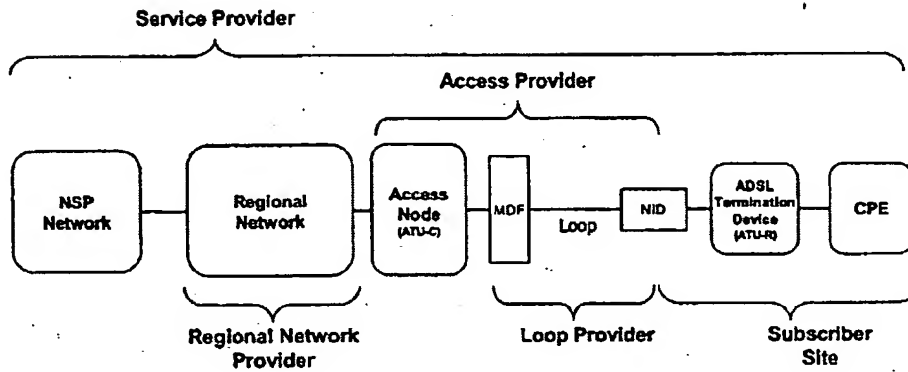 Service Provider
Access Provider
NSP
Network
Regional
Network
Access
Node
(ATU-C)
MDF
Loop
NID
ADSL
Termination
Device
(ATU-R)
CPE
Regional Network
Provider
Loop Provider
Subscriber
Site